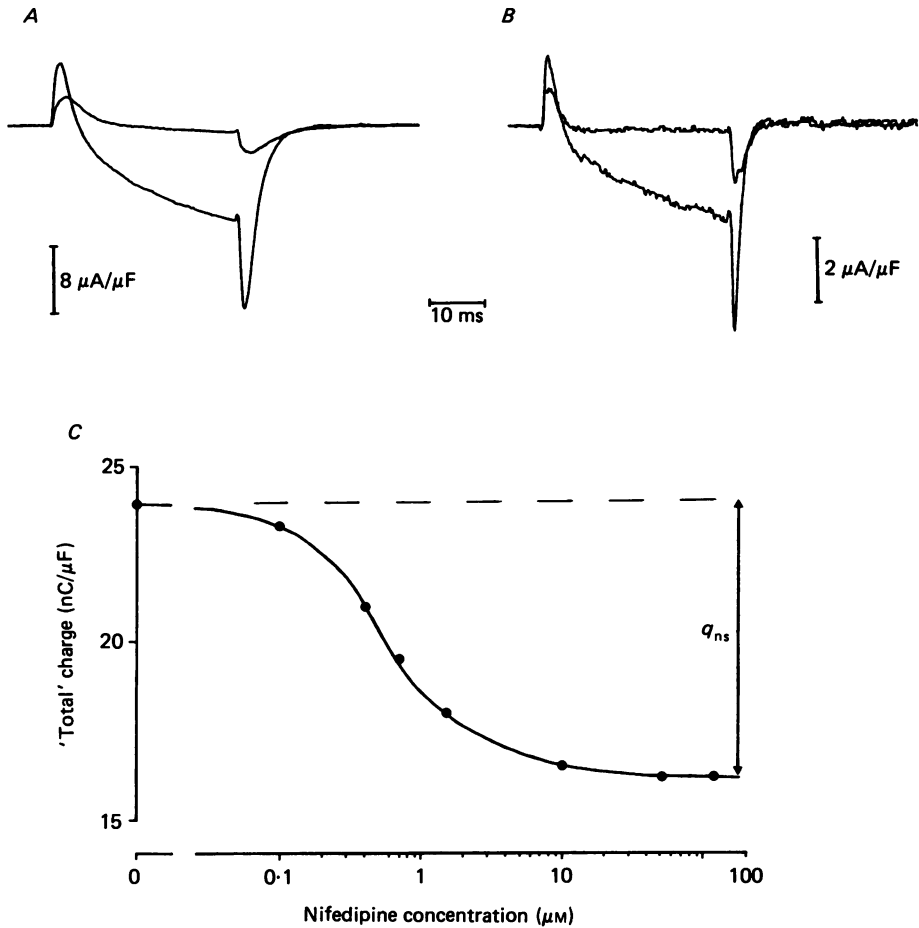 A
B
8 μA/μF
10 ms
2 μA/μF
C
25
20
15
'Total' charge (nC/μF)
qns
0
0·1
1
10
100
Nifedipine concentration (μM)